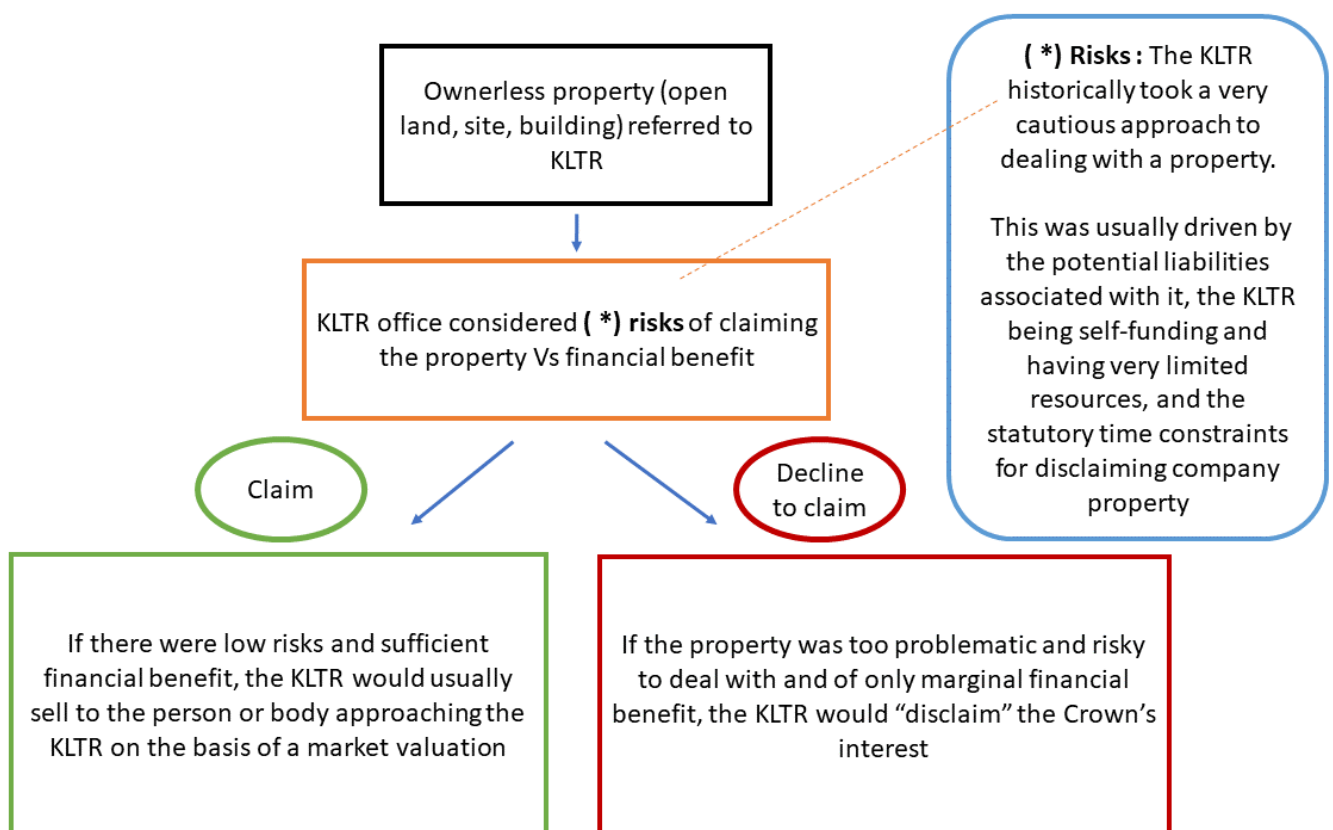 Ownerless property (open
land, site, building) referred to
KLTR
( *) Risks : The KLTR
historically took a very
cautious approach to
dealing with a property.
This was usually driven by
the potential liabilities
associated with it, the KLTR
being self-funding and
having very limited
resources, and the
statutory time constraints
for disclaiming company
property
KLTR office considered ( *) risks of claiming
the property Vs financial benefit
Claim
Decline
to claim
If there were low risks and sufficient
financial benefit, the KLTR would usually
sell to the person or body approaching the
KLTR on the basis of a market valuation
If the property was too problematic and risky
to deal with and of only marginal financial
benefit, the KLTR would “disclaim” the Crown’s
interest